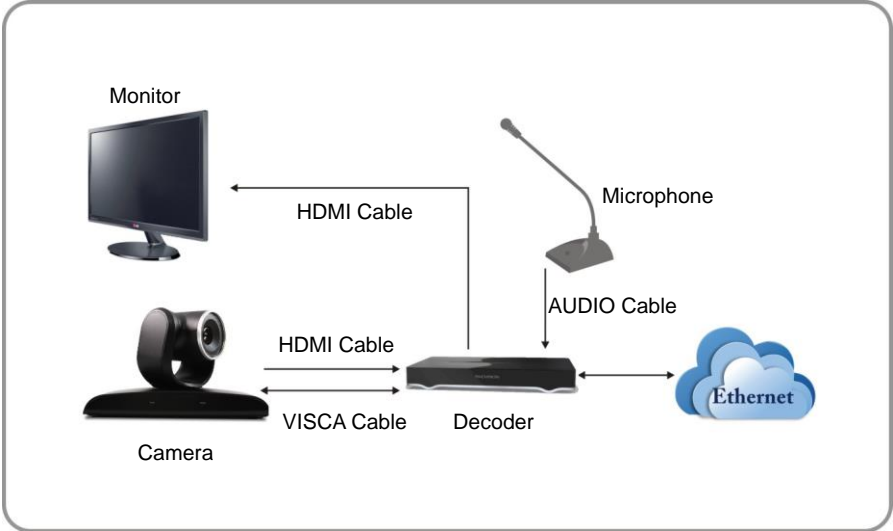 Monitor
HDMI Cable
Microphone
AUDIO Cable
HDMI Cable
VISCA Cable
Decoder
Camera
Ethernet